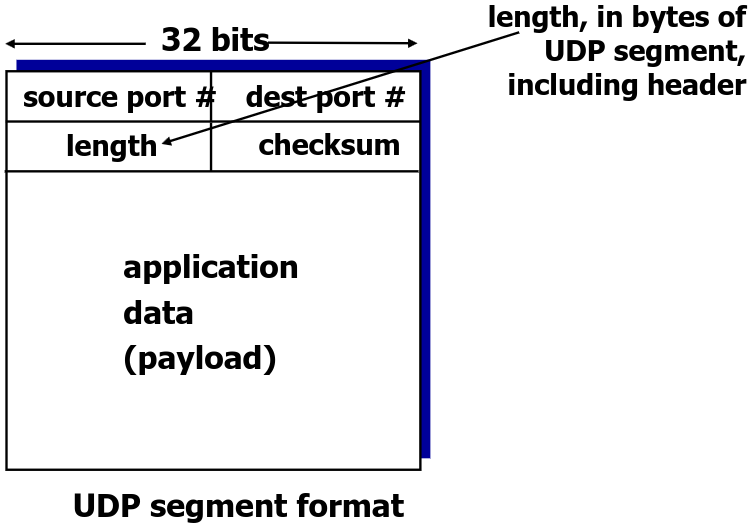 32 bits
length, in bytes of
UDP segment,
including header
source port # dest port #
length checksum
application
data
(payload)
UDP segment format